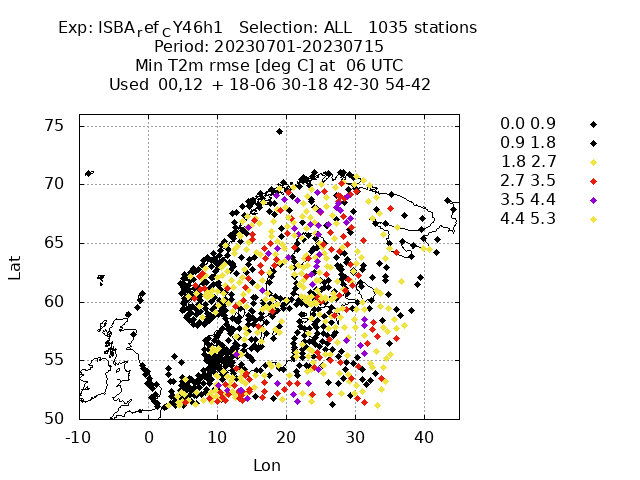 Exp: ISBAref CY46h1 Selection: ALL 1035 stations
Period: 20230701-20230715
Min T2m rmse [deg C] at 06 UTC
Used 00,12 + 18-06 30-18 42-30 54-42
0.0 0.9
0.9 1.8
1.8 2.7
2.7 3.5
3.5 4.4
4.4 5.3
75
70
65
60
55
50
Lat
-10 0 10 20 30 40
Lon